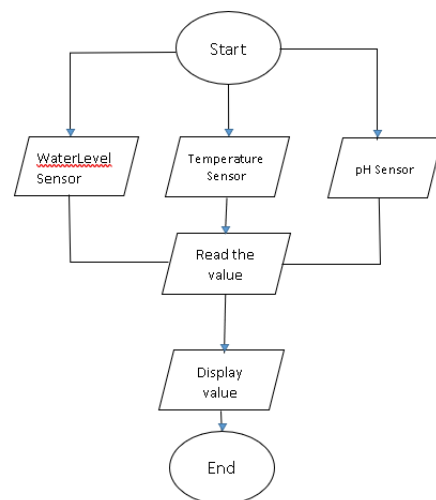 Start
WaterLevel
Sensor
Temperature
Sensor
pH Sensor
Read the
value
Display
value
End